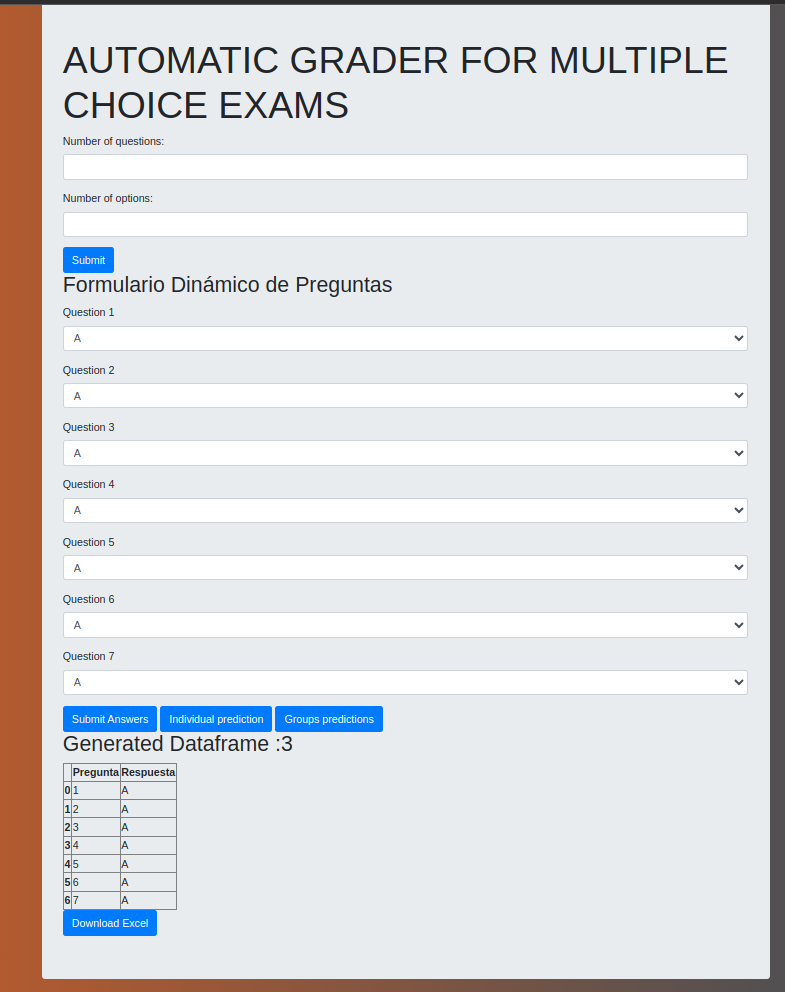 AUTOMATIC GRADER FOR MULTIPLE
CHOICE EXAMS
Number of questions:
Number of options:
Submit
Formulario Dinámico de Preguntas
Question 1
A
Question 2
A
Question 3
A
Question 4
A
Question 5
A
Question 6
A
Question 7
A
Submit Answers Individual prediction Groups predictions
Generated Dataframe :3
Pregunta Respuesta
0 1 A
1 2 A
2 3 A
3 4 A
4 5 A
5 6 A
6 7 A
Download Excel